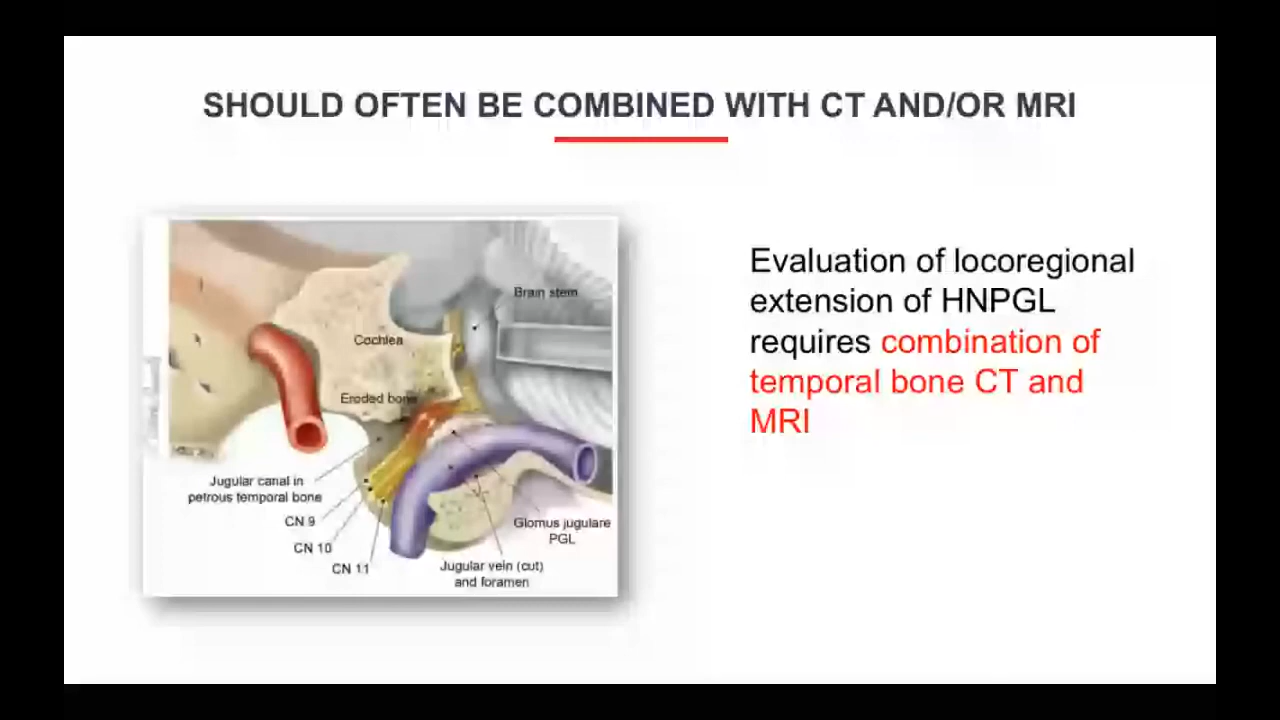 SHOULD OFTEN BE COMBINED WITH CT AND/OR MRI
Brain stem
Cochlea
Eroded bone
Jugular canal in
petrous temporal bone
CN 9
CN 10
CN 11
Glomus jugulare
PGL
Jugular vein (cut)
and foramen
Evaluation of locoregional
extension of HNPGL
requires combination of
temporal bone CT and
MRI